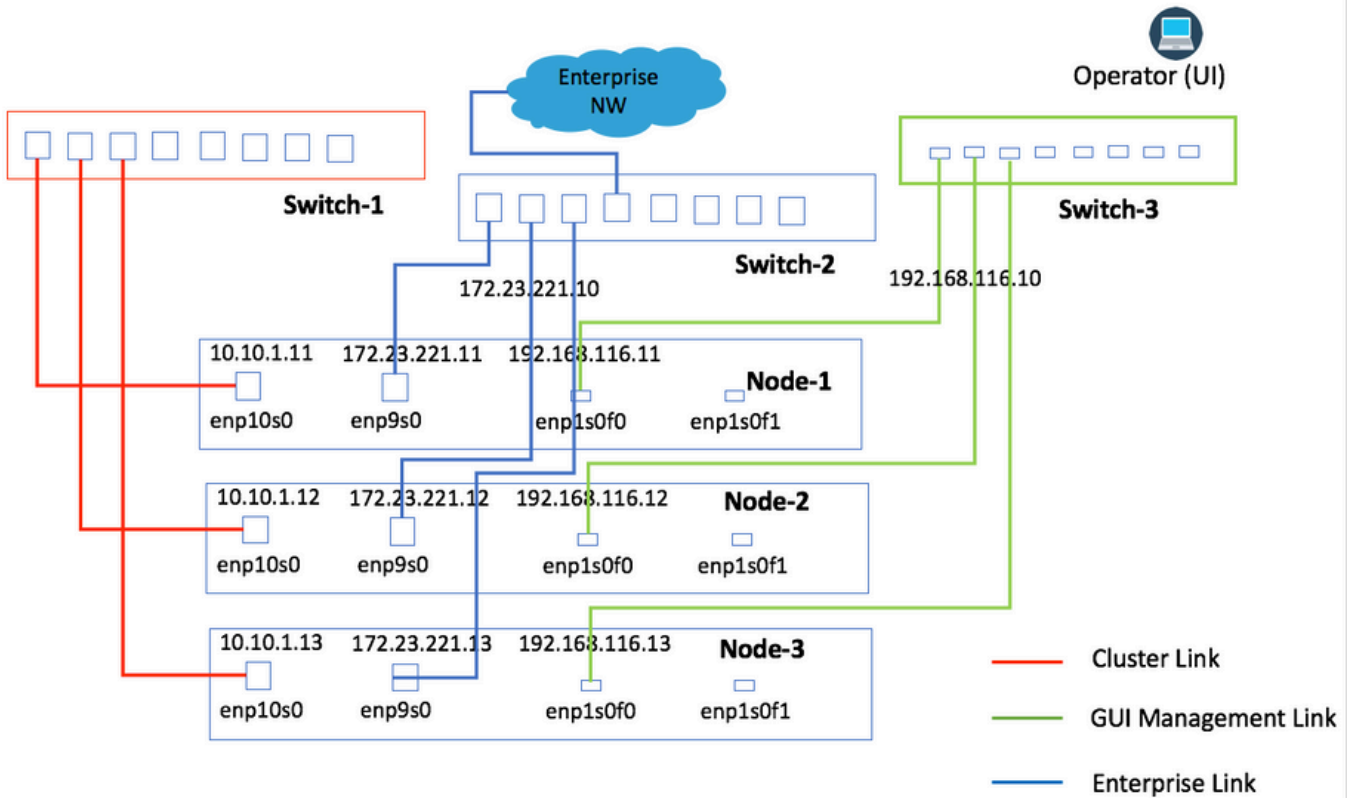 Operator (UI)
Enterprise
NW
Switch-1
Switch-2
Switch-3
172.23.221.10
192.168.116.10
10.10.1.11
172.23.221.11
192.168.116.11
Node-1
enp10s0
enp9s0
enp1s0f0
enp1s0f1
10.10.1.12
172.23.221.12
192.168.116.12
Node-2
enp10s0
enp9s0
enp1s0f0
enp1s0f1
10.10.1.13
172.23.221.13
192.168.116.13
Node-3
enp10s0
enp9s0
enp1s0f0
enp1s0f1
Cluster Link
GUI Management Link
Enterprise Link